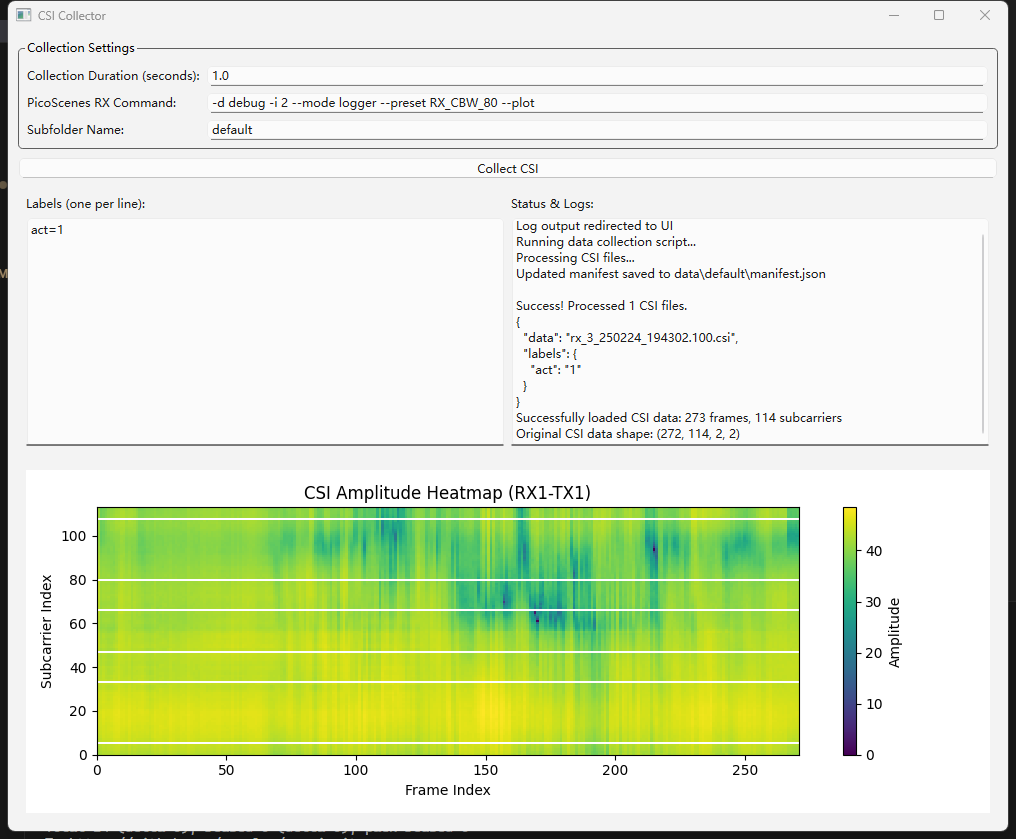 CSI Collector
Collection Settings
Collection Duration (seconds): 1.0
PicoScenes RX Command: -d debug -i 2 --mode logger --preset RX_CBW_80 --plot
Subfolder Name: default
Collect CSI
Labels (one per line):
act=1
Status & Logs:
Log output redirected to UI
Running data collection script...
Processing CSI files...
Updated manifest saved to data\default\manifest.json
Success! Processed 1 CSI files.
{
"data": "rx_3_250224_194302.100.csi",
"labels": {
"act": "1"
}
}
Successfully loaded CSI data: 273 frames, 114 subcarriers
Original CSI data shape: (272, 114, 2, 2)
CSI Amplitude Heatmap (RX1-TX1)
Subcarrier Index
100
80
60
40
20
0
0 50 100 150 200 250
Frame Index
40
30
20
10
0
Amplitude